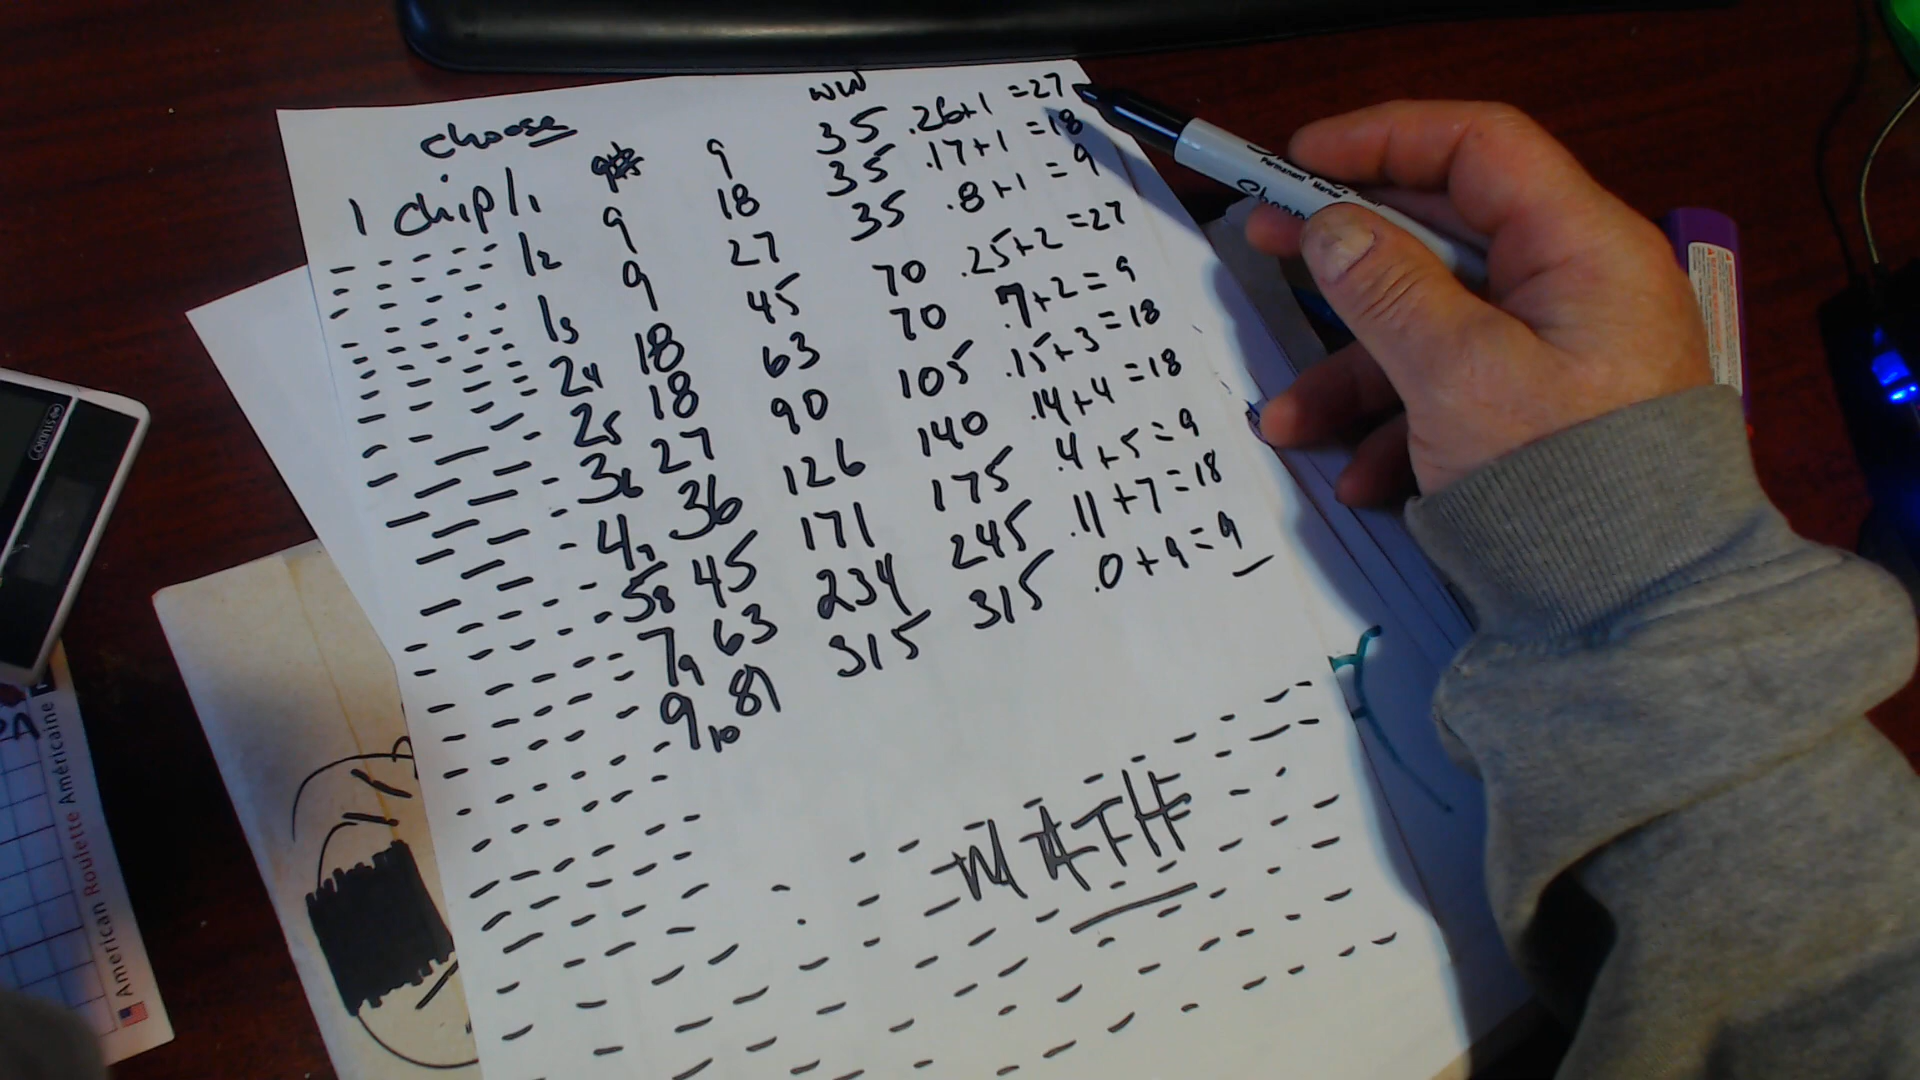 choose WW
1 chip/1 9 9 35 .26+1 =27
12 9 18 35 .17+1 =18
13 9 27 35 .8+1 = 9
24 18 45 70 .25+2 =27
25 18 63 70 .7+2 = 9
36 27 90 105 .15+3 =18
47 36 126 140 .14+4 =18
58 45 171 175 .4+5 =9
79 63 234 245 .11+7=18
910 81 315 315 .0+9=9
MATH
Permanent Marker
American Roulette Américaine